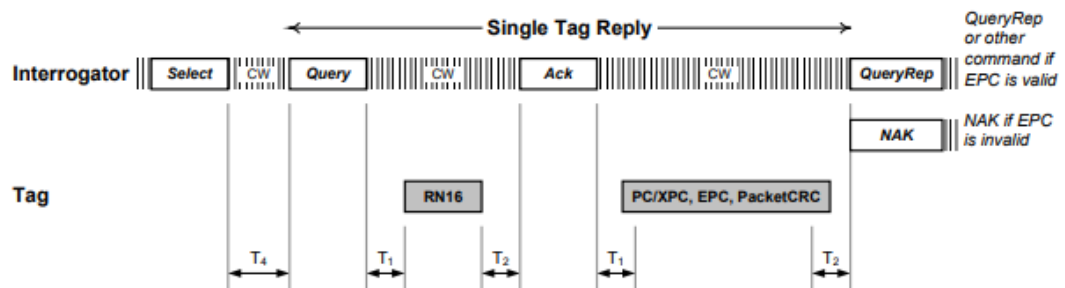 Single Tag Reply
QueryRep
or other
command if
EPC is valid
Interrogator
Select
CW
Query
CW
Ack
CW
QueryRep
NAK
NAK if EPC
is invalid
Tag
RN16
PC/XPC, EPC, PacketCRC
T₄
T₁
T₂
T₁
T₂